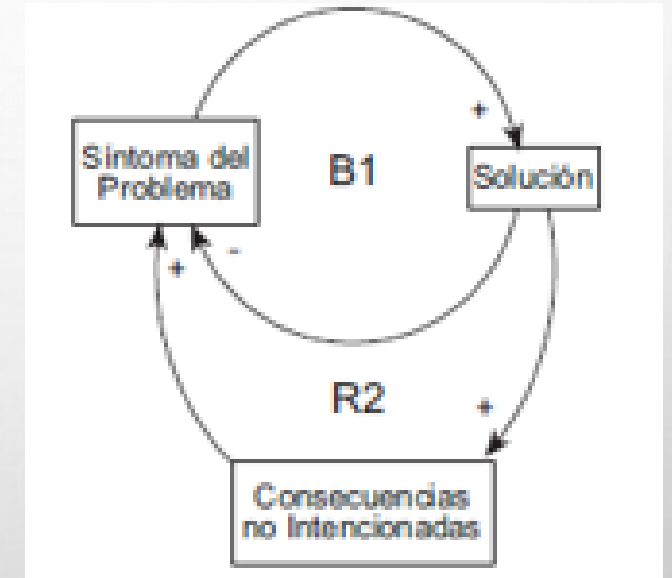 +
Síntoma del
Problema
B1
Solución
-
+
R2
+
Consecuencias
no Intencionadas